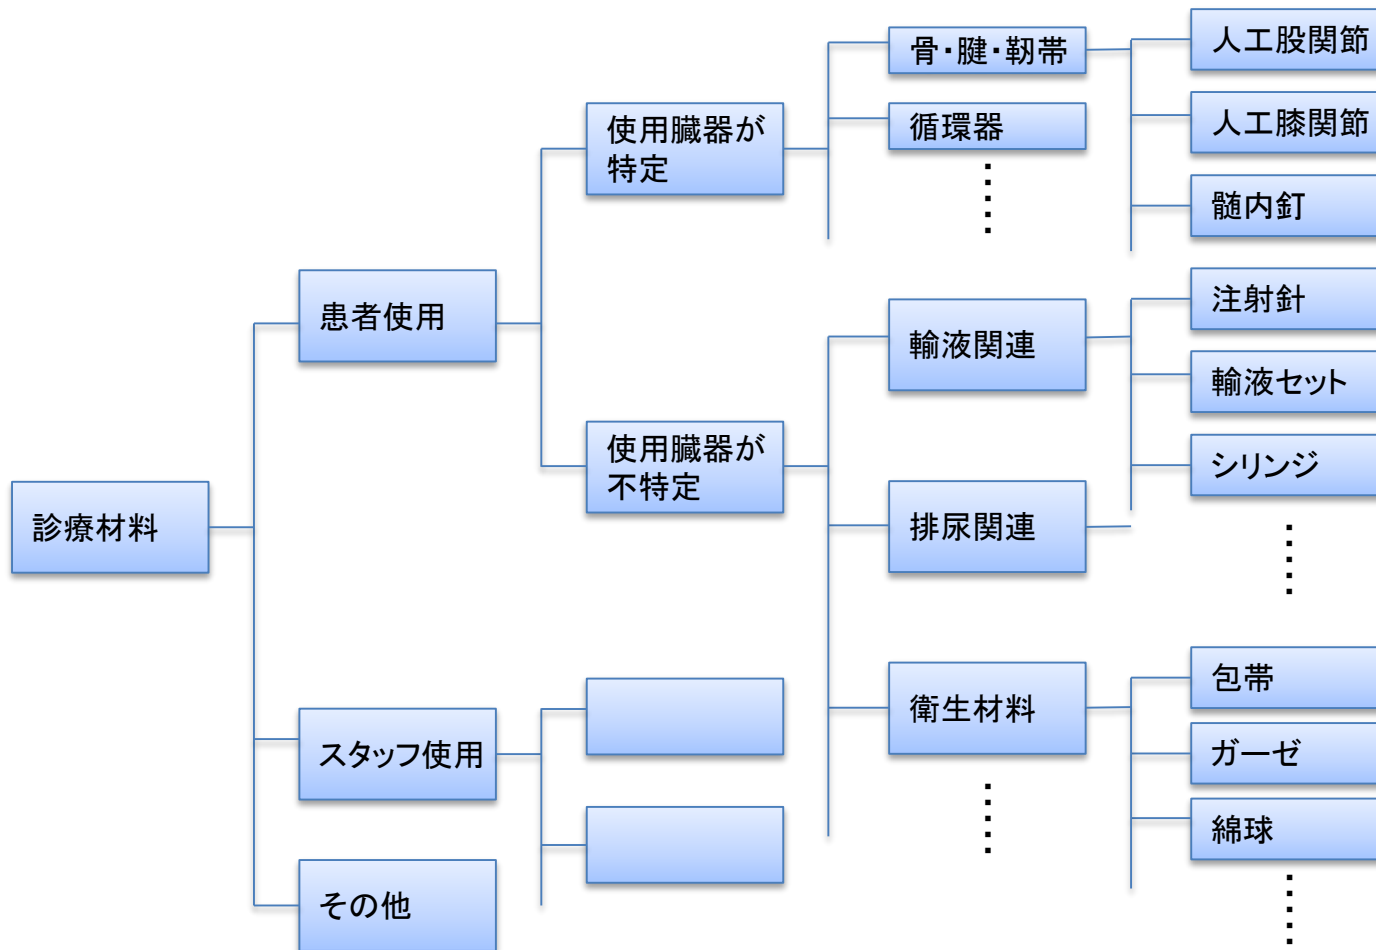 診療材料
患者使用
スタッフ使用
その他
使用臓器が
特定
使用臓器が
不特定
骨・腱・靭帯
循環器
輸液関連
排尿関連
衛生材料
人工股関節
人工膝関節
髄内釘
注射針
輸液セット
シリンジ
包帯
ガーゼ
綿球